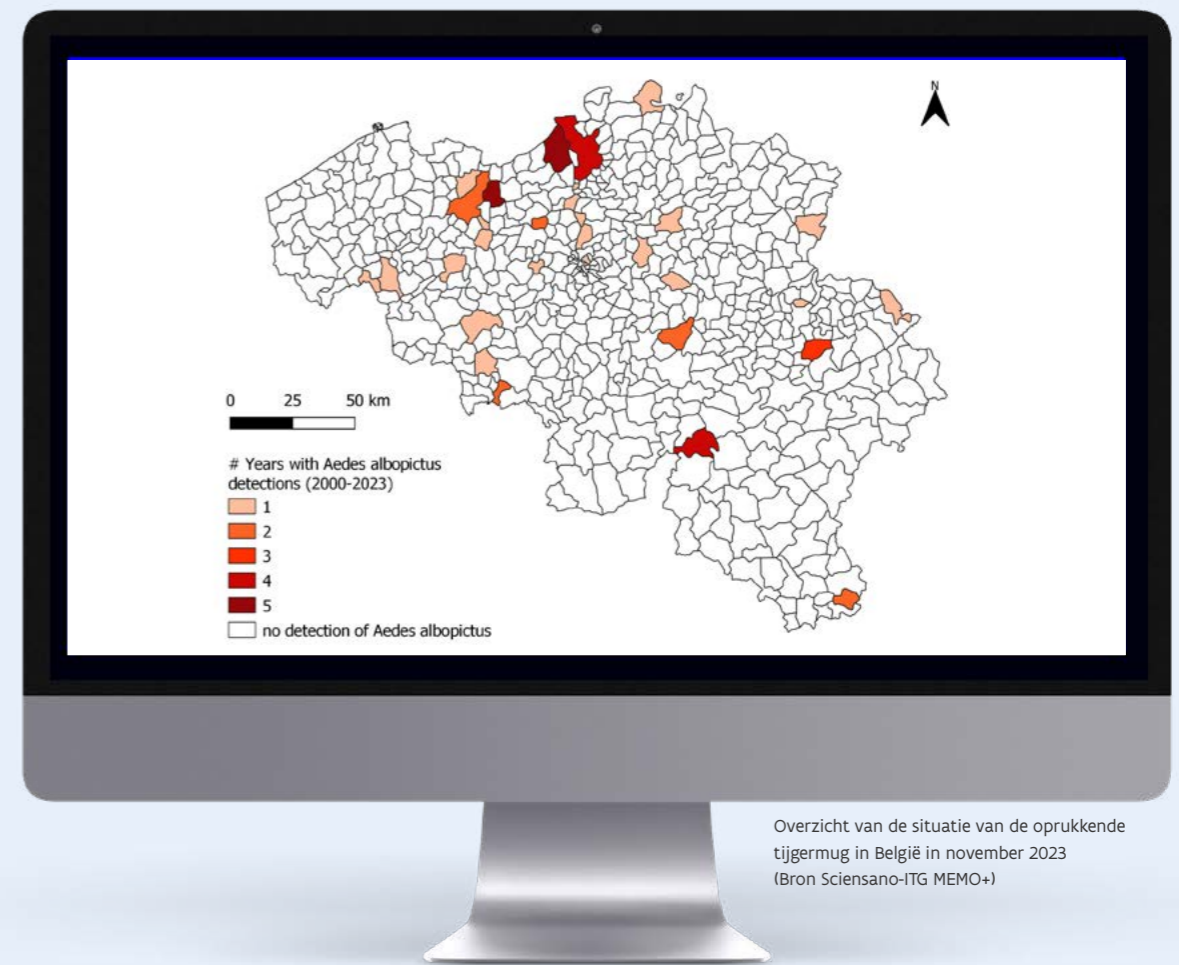 N
0 25 50 km
# Years with Aedes albopictus
detections (2000-2023)
1
2
3
4
5
no detection of Aedes albopictus
Overzicht van de situatie van de oprukkende
tijgermug in België in november 2023
(Bron Sciensano-ITG MEMO+)